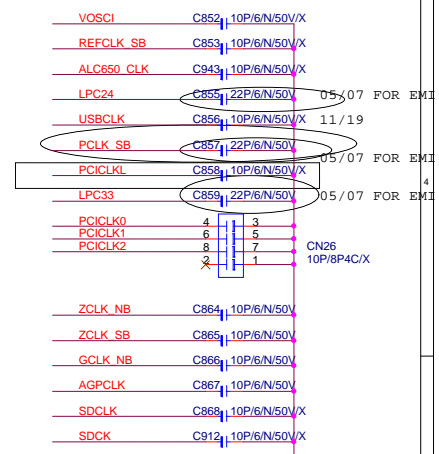 VOSCI C852 10P/6/N/50V/X
REFCLK_SB C853 10P/6/N/50V/X
ALC650_CLK C943 10P/6/N/50V/X
LPC24 C855 22P/6/N/50V 05/07 FOR EMI
USBCLK C856 10P/6/N/50V/X 11/19
PCLK_SB C857 22P/6/N/50V
05/07 FOR EMI
PCICLKL C858 10P/6/N/50V/X
4
LPC33 C859 22P/6/N/50V 05/07 FOR EMI
PCICLK0 4 3
PCICLK1 6 5
PCICLK2 8 7 CN26
2 1 10P/8P4C/X
ZCLK_NB C864 10P/6/N/50V
ZCLK_SB C865 10P/6/N/50V
GCLK_NB C866 10P/6/N/50V
AGPCLK C867 10P/6/N/50V
SDCLK C868 10P/6/N/50V/X
SDCK C912 10P/6/N/50V/X